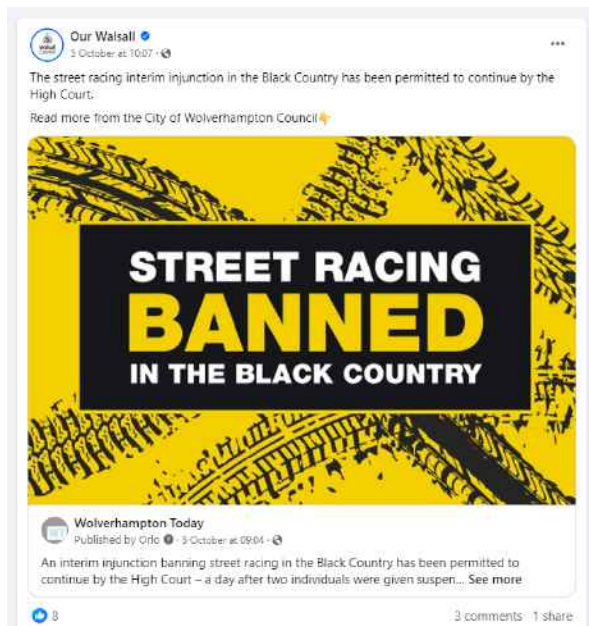 Our Walsall
5 October at 10:07 ·
The street racing interim injunction in the Black Country has been permitted to continue by the
High Court.
Read more from the City of Wolverhampton Council👇
STREET RACING
BANNED
IN THE BLACK COUNTRY
Wolverhampton Today
Published by Orlo · 5 October at 09:04 ·
An interim injunction banning street racing in the Black Country has been permitted to
continue by the High Court – a day after two individuals were given suspen... See more
8
3 comments 1 share